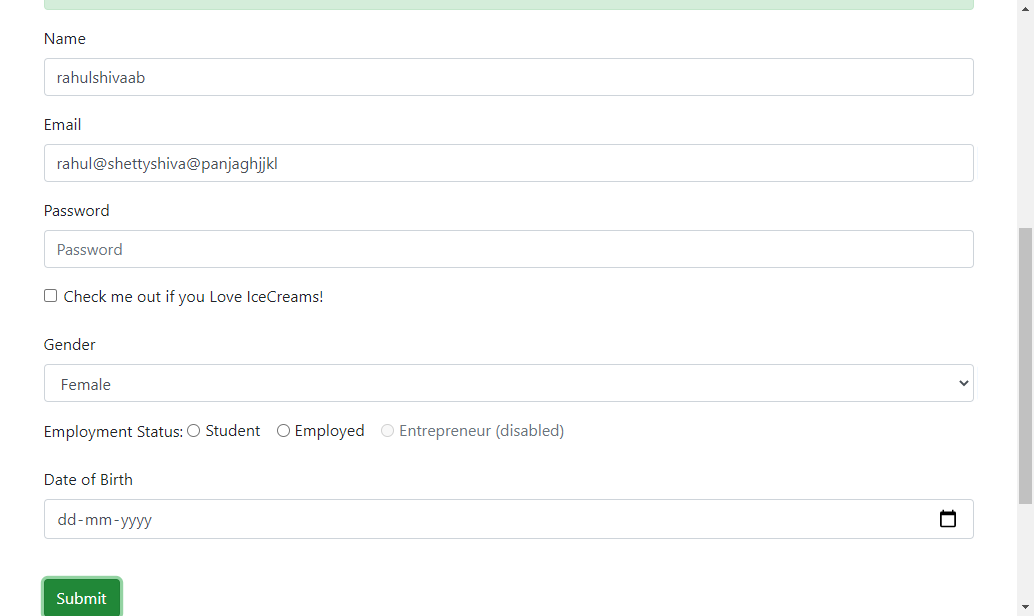 Name
rahulshivaab
Email
rahul@shettyshiva@panjaghjjkl
Password
Password
Check me out if you Love IceCreams!
Gender
Female
Employment Status: Student Employed Entrepreneur (disabled)
Date of Birth
dd-mm-yyyy
Submit